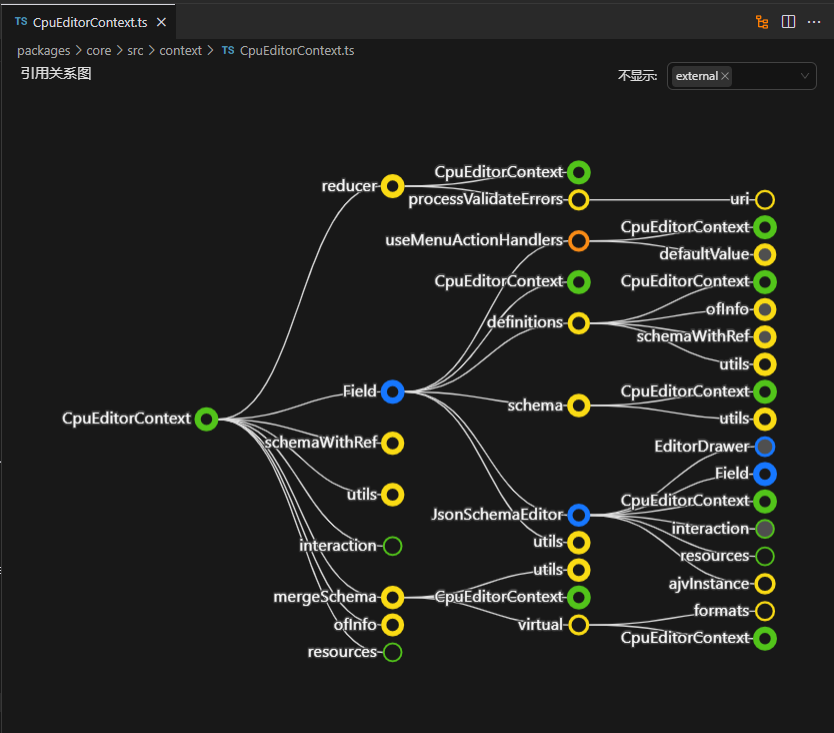 TS CpuEditorContext.ts
packages > core > src > context > TS CpuEditorContext.ts
引用关系图
不显示: external
CpuEditorContext
reducer
Field
schemaWithRef
utils
interaction
mergeSchema
ofInfo
resources
CpuEditorContext
processValidateErrors
useMenuActionHandlers
CpuEditorContext
definitions
schema
JsonSchemaEditor
utils
utils
CpuEditorContext
virtual
uri
CpuEditorContext
defaultValue
CpuEditorContext
ofInfo
schemaWithRef
utils
CpuEditorContext
utils
EditorDrawer
Field
CpuEditorContext
interaction
resources
ajvInstance
formats
CpuEditorContext